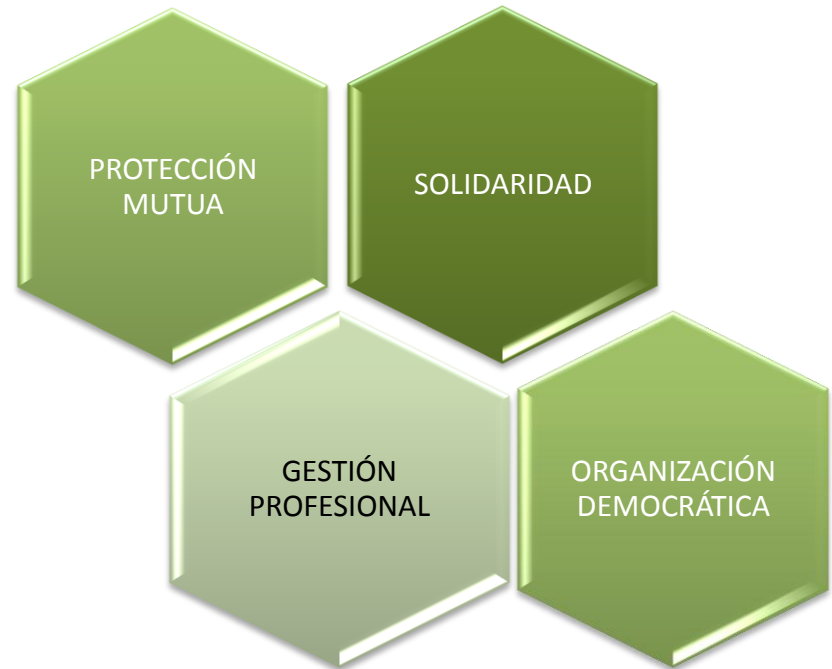 PROTECCIÓN
MUTUA
SOLIDARIDAD
GESTIÓN
PROFESIONAL
ORGANIZACIÓN
DEMOCRÁTICA